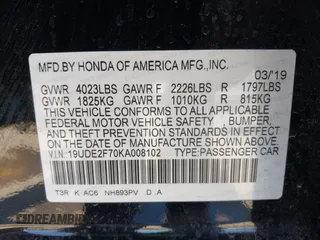 MFD.BY HONDA OF AMERICA MFG.,INC.
03/19
GVWR 4023LBS GAWR F 2226LBS R 1797LBS
GVWR 1825KG GAWR F 1010KG R 815KG
THIS VEHICLE CONFORMS TO ALL APPLICABLE
FEDERAL MOTOR VEHICLE SAFETY, BUMPER,
AND THEFT PREVENTION STANDARDS IN EFFECT
ON THE DATE OF MANUFACTURE SHOWN ABOVE.
VIN:19UDE2F70KA008102 TYPE:PASSENGER CAR
T3R K AC6 NH893PV .D .A
DREAMBID